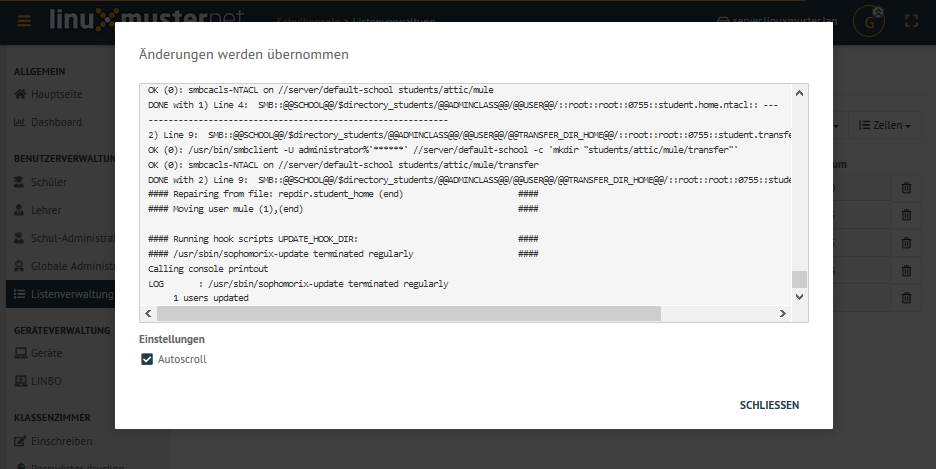 linuxmuster.net
Schulkonsole > Listenverwaltung
server.linuxmuster.lan
G
Änderungen werden übernommen
OK (0): smbcacls-NTACL on //server/default-school students/attic/mule
DONE with 1) Line 4:  SMB::@@SCHOOL@@/$directory_students/@@ADMINCLASS@@/@@USER@@/::root::root::0755::student.home.ntacl:: ---
------------------------------------------------------------
2) Line 9:  SMB::@@SCHOOL@@/$directory_students/@@ADMINCLASS@@/@@USER@@/@@TRANSFER_DIR_HOME@@/::root::root::0755::student.transfe
OK (0): /usr/bin/smbclient -U administrator%'******' //server/default-school -c 'mkdir "students/attic/mule/transfer"'
OK (0): smbcacls-NTACL on //server/default-school students/attic/mule/transfer
DONE with 2) Line 9:  SMB::@@SCHOOL@@/$directory_students/@@ADMINCLASS@@/@@USER@@/@@TRANSFER_DIR_HOME@@/::root::root::0755::stude
#### Repairing from file: repdir.student_home (end) ####
#### Moving user mule (1),(end) ####
#### Running hook scripts UPDATE_HOOK_DIR: ####
#### /usr/sbin/sophomorix-update terminated regularly ####
Calling console printout
LOG : /usr/sbin/sophomorix-update terminated regularly
1 users updated
Einstellungen
Autoscroll
SCHLIESSEN
ALLGEMEIN
Hauptseite
Dashboard
BENUTZERVERWALTUN
Schüler
Lehrer
Schul-Administrat
Globale Administ
Listenverwaltung
GERÄTEVERWALTUNG
Geräte
LINBO
KLASSENZIMMER
Einschreiben
Passwörter drucken
Zeilen
um